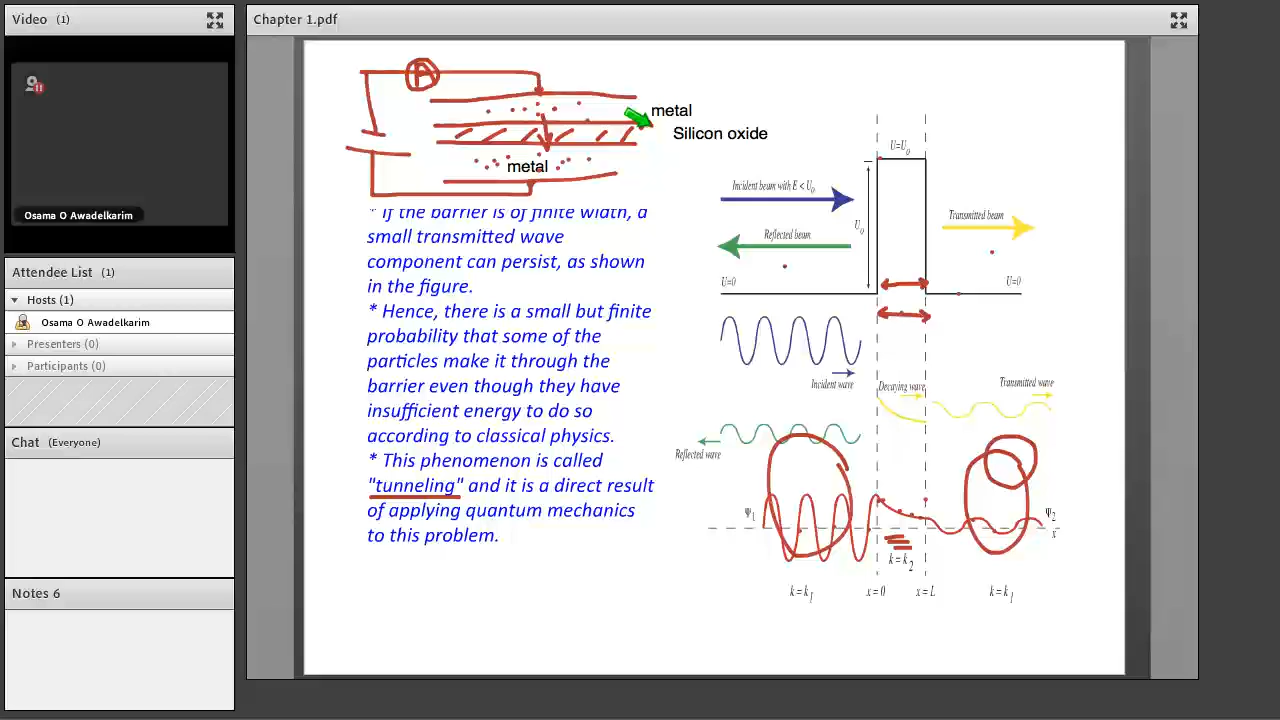 Video (1)
Osama O Awadelkarim
Attendee List (1)
Hosts (1)
Osama O Awadelkarim
Presenters (0)
Participants (0)
Chat (Everyone)
Notes 6
Chapter 1.pdf
A
metal
Silicon oxide
metal
* If the barrier is of finite width, a
small transmitted wave
component can persist, as shown
in the figure.
* Hence, there is a small but finite
probability that some of the
particles make it through the
barrier even though they have
insufficient energy to do so
according to classical physics.
* This phenomenon is called
"tunneling" and it is a direct result
of applying quantum mechanics
to this problem.
U=U₀
Incident beam with E < U₀
Transmitted beam
U₀
Reflected beam
U=0
U=0
Incident wave
Decaying wave
Transmitted wave
Reflected wave
Ψ₁
Ψ₂
x
k = k₂
k = k₁
x = 0
x = L
k = k₁